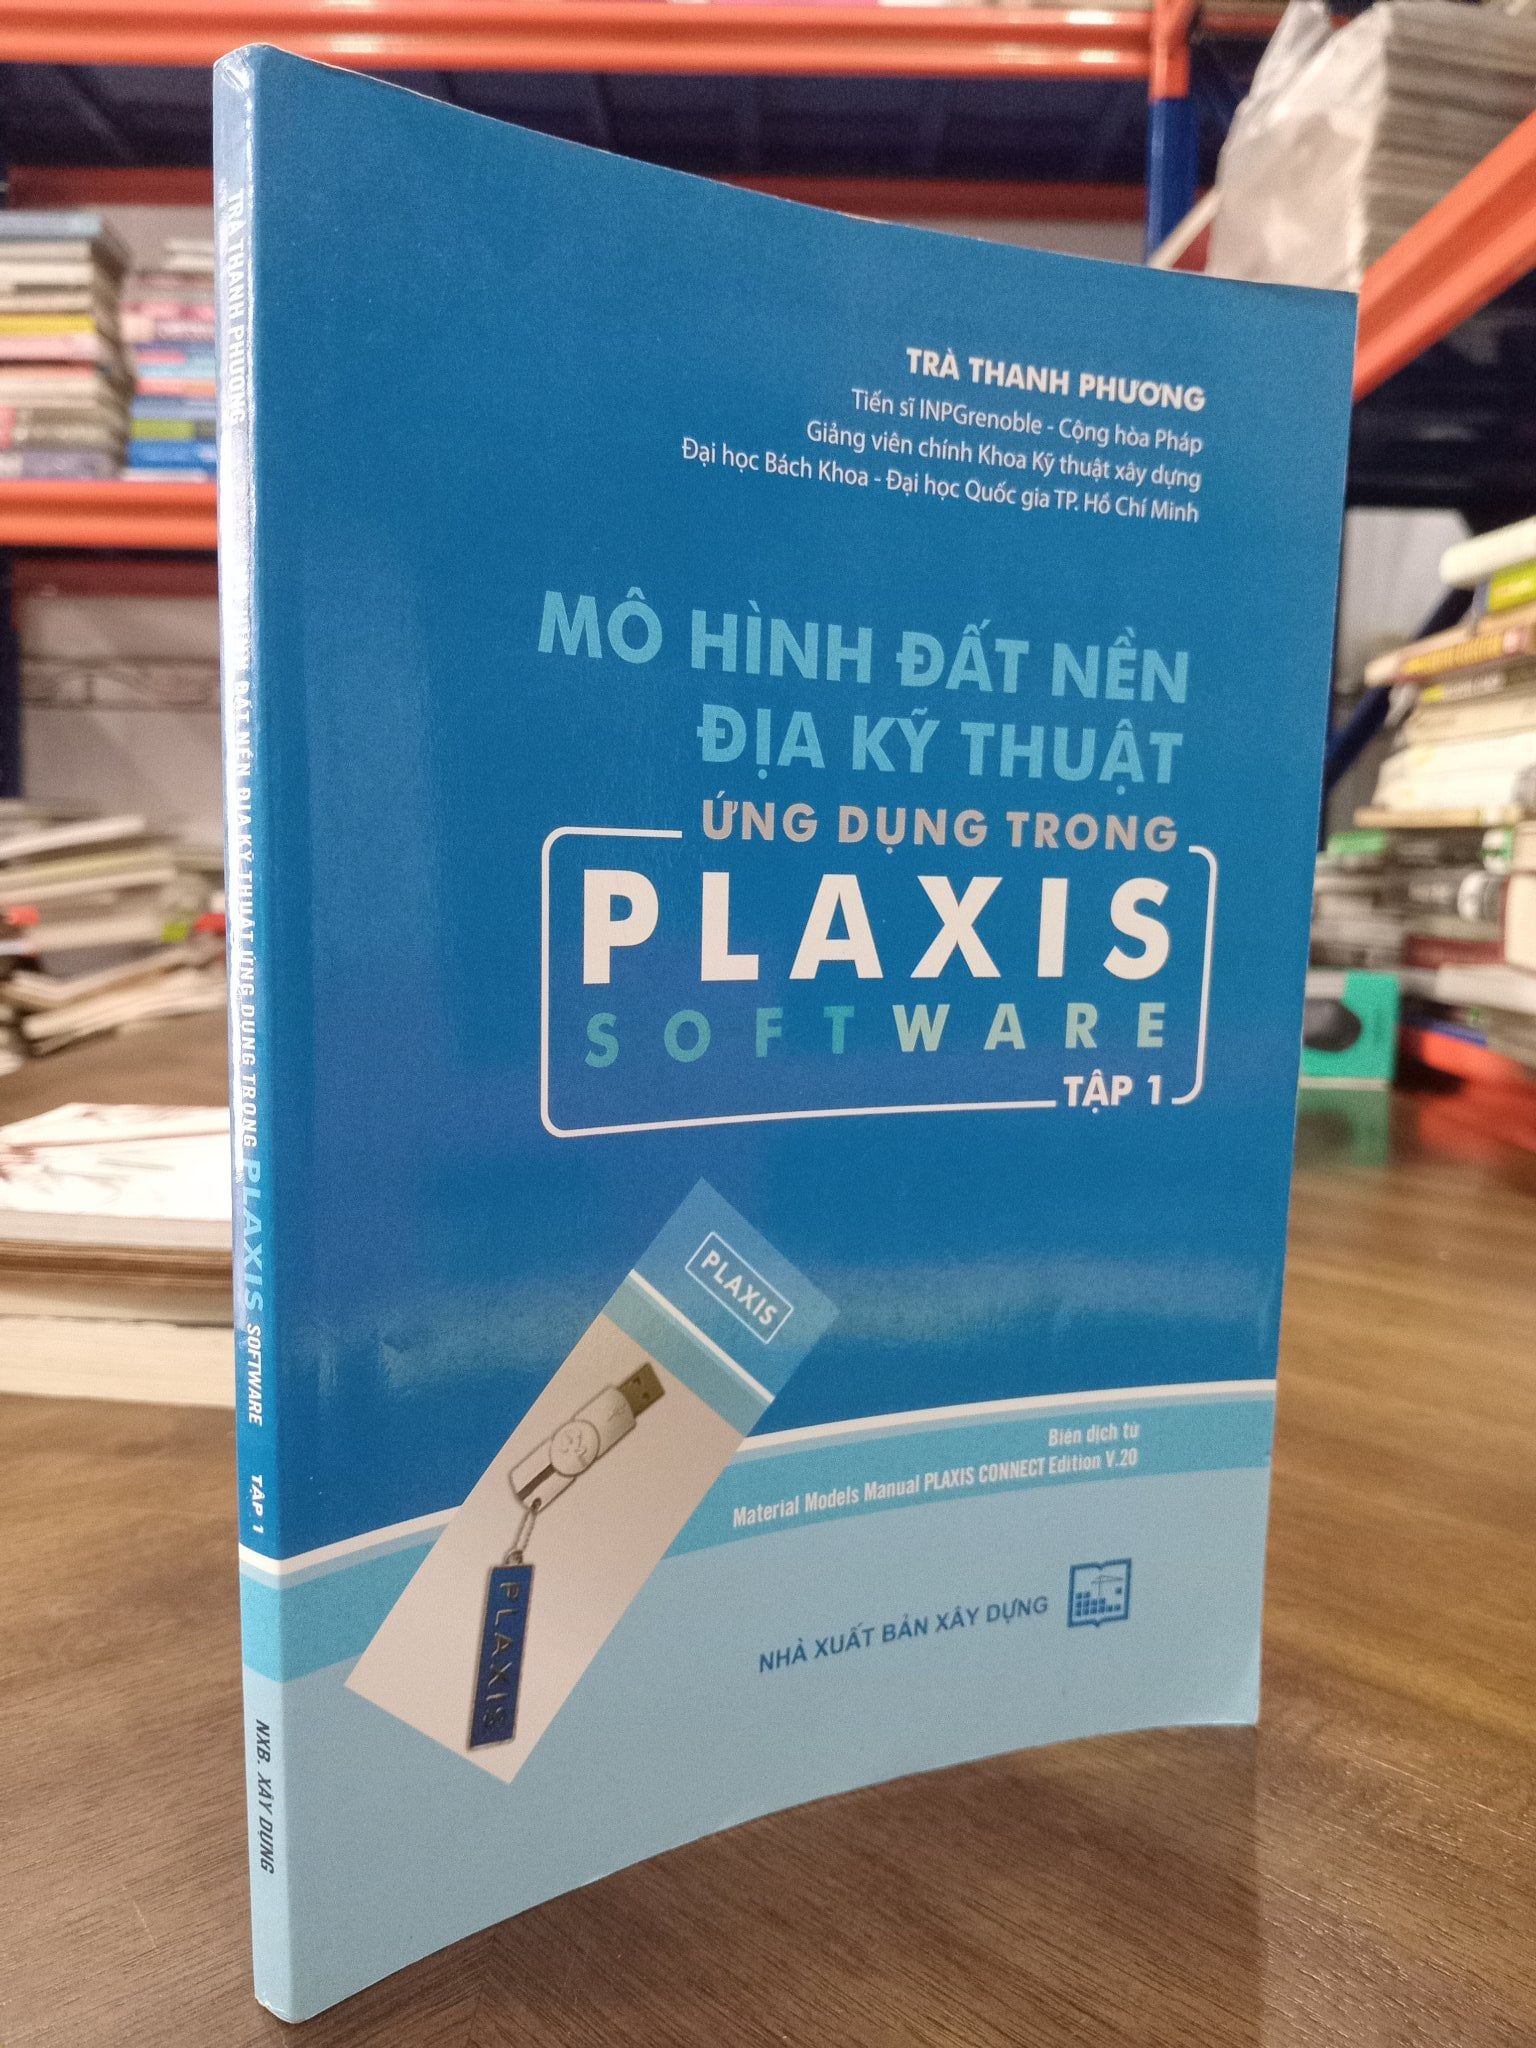 TRÀ THANH PHƯƠNG
Tiến sĩ INPGrenoble - Cộng hòa Pháp
Giảng viên chính Khoa Kỹ thuật xây dựng
Đại học Bách Khoa - Đại học Quốc gia TP. Hồ Chí Minh
MÔ HÌNH ĐẤT NỀN
ĐỊA KỸ THUẬT
ỨNG DỤNG TRONG
PLAXIS
SOFTWARE
TẬP 1
PLAXIS
PLAXIS
Biên dịch từ
Material Models Manual PLAXIS CONNECT Edition V.20
NHÀ XUẤT BẢN XÂY DỰNG
TRÀ THANH PHƯƠNG
ĐẤT NỀN ĐỊA KỸ THUẬT ỨNG DỤNG TRONG PLAXIS SOFTWARE TẬP 1
NXB. XÂY DỰNG